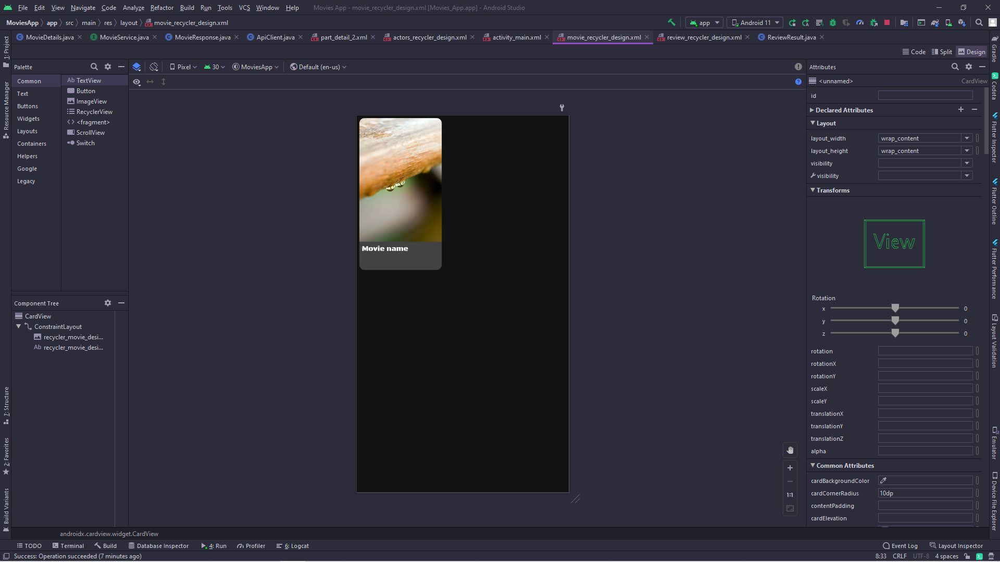 File Edit View Navigate Code Analyze Refactor Build Run Tools VCS Window Help Movies App - movie_recycler_design.xml [Movies_App.app] - Android Studio
MoviesApp app src main res layout movie_recycler_design.xml app Android 11
MovieDetails.java MovieService.java MovieResponse.java ApiClient.java part_detail_2.xml actors_recycler_design.xml activity_main.xml movie_recycler_design.xml review_recycler_design.xml ReviewResult.java
Code Split Design
1: Project
Resource Manager
7: Structure
2: Favorites
Build Variants
Palette
Common
Text
Buttons
Widgets
Layouts
Containers
Helpers
Google
Legacy
Ab TextView
Button
ImageView
RecyclerView
<fragment>
ScrollView
Switch
Component Tree
CardView
ConstraintLayout
recycler_movie_desi...
Ab recycler_movie_desi...
Pixel 30 MoviesApp Default (en-us)
Movie name
1:1
Attributes
<unnamed> CardView
id
Declared Attributes
Layout
layout_width wrap_content
layout_height wrap_content
visibility
visibility
Transforms
View
Rotation
x 0
y 0
z 0
rotation
rotationX
rotationY
scaleX
scaleY
translationX
translationY
translationZ
alpha
Common Attributes
cardBackgroundColor
cardCornerRadius 10dp
contentPadding
cardElevation
Gradle
Codota
Flutter Inspector
Flutter Outline
Flutter Performance
Layout Validation
Emulator
Device File Explorer
androidx.cardview.widget.CardView
TODO Terminal Build Database Inspector 4: Run Profiler 6: Logcat Event Log Layout Inspector
Success: Operation succeeded (7 minutes ago) 8:33 CRLF UTF-8 4 spaces